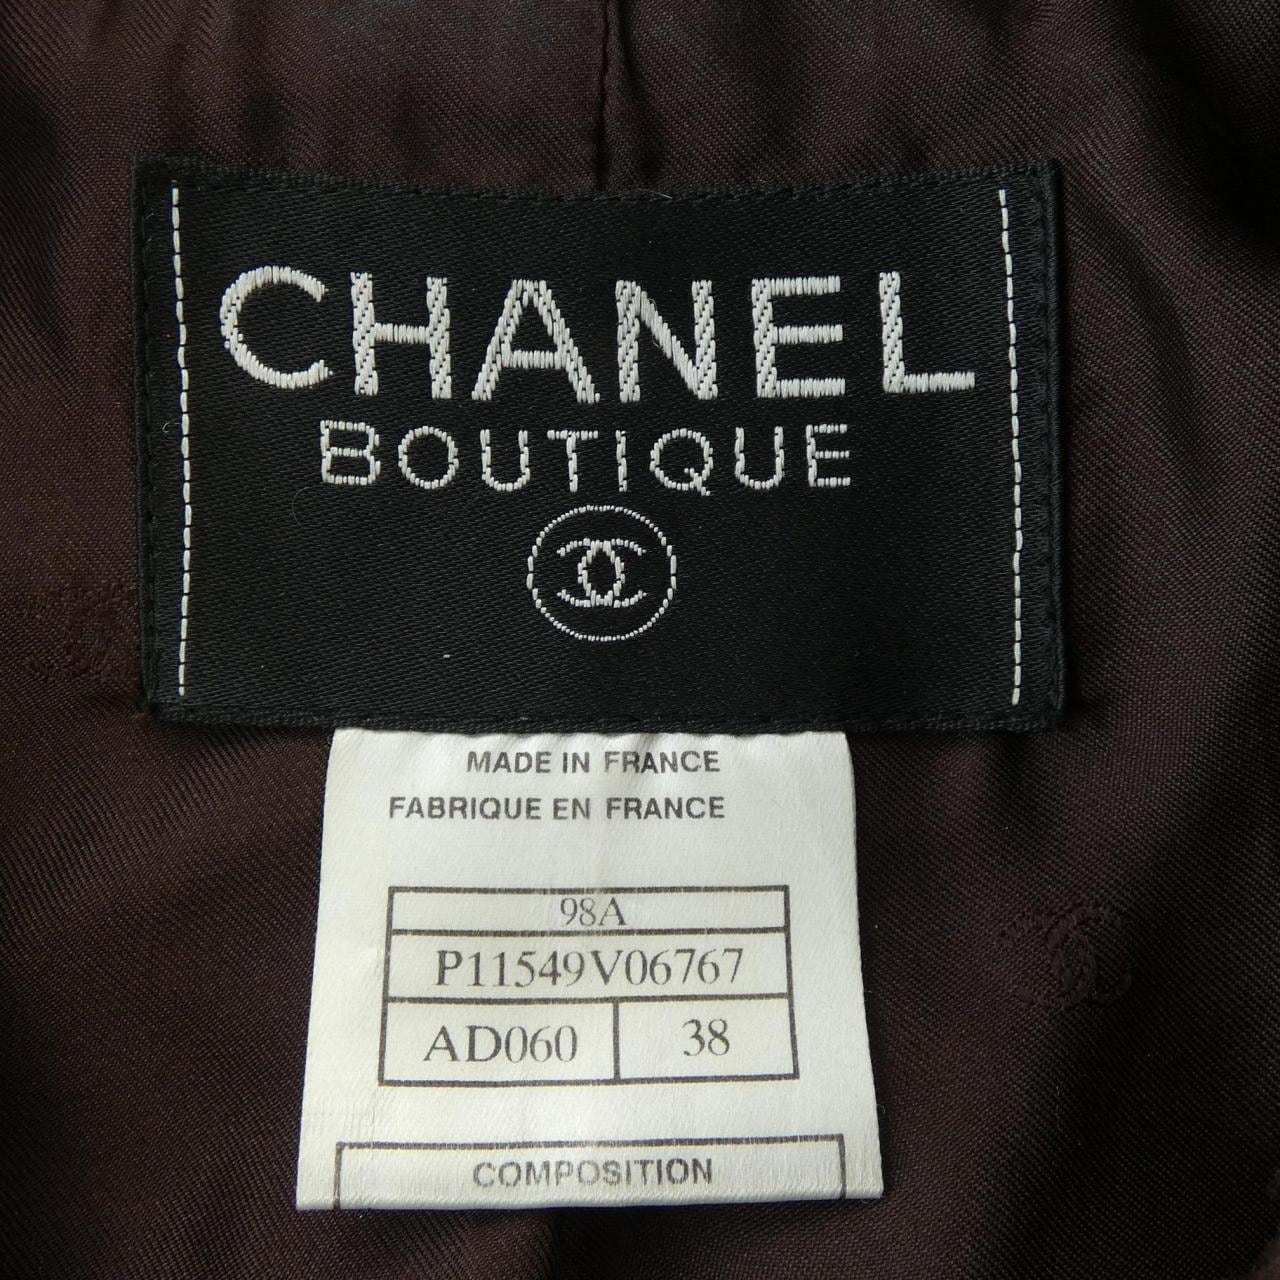 CHANEL
BOUTIQUE
MADE IN FRANCE
FABRIQUE EN FRANCE
98A
P11549V06767
AD060 38
COMPOSITION